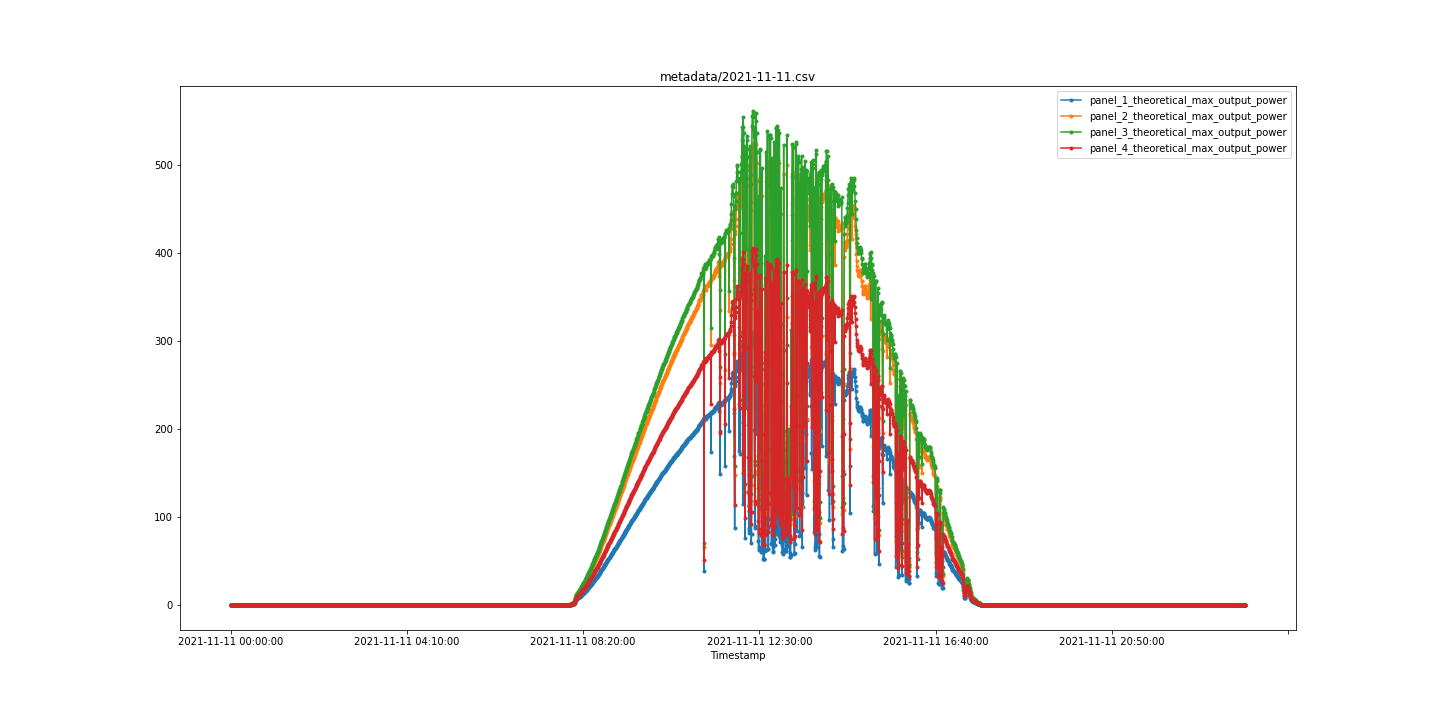 metadata/2021-11-11.csv
panel_1_theoretical_max_output_power
panel_2_theoretical_max_output_power
panel_3_theoretical_max_output_power
panel_4_theoretical_max_output_power
500
400
300
200
100
0
2021-11-11 00:00:00 2021-11-11 04:10:00 2021-11-11 08:20:00 2021-11-11 12:30:00 2021-11-11 16:40:00 2021-11-11 20:50:00
Timestamp